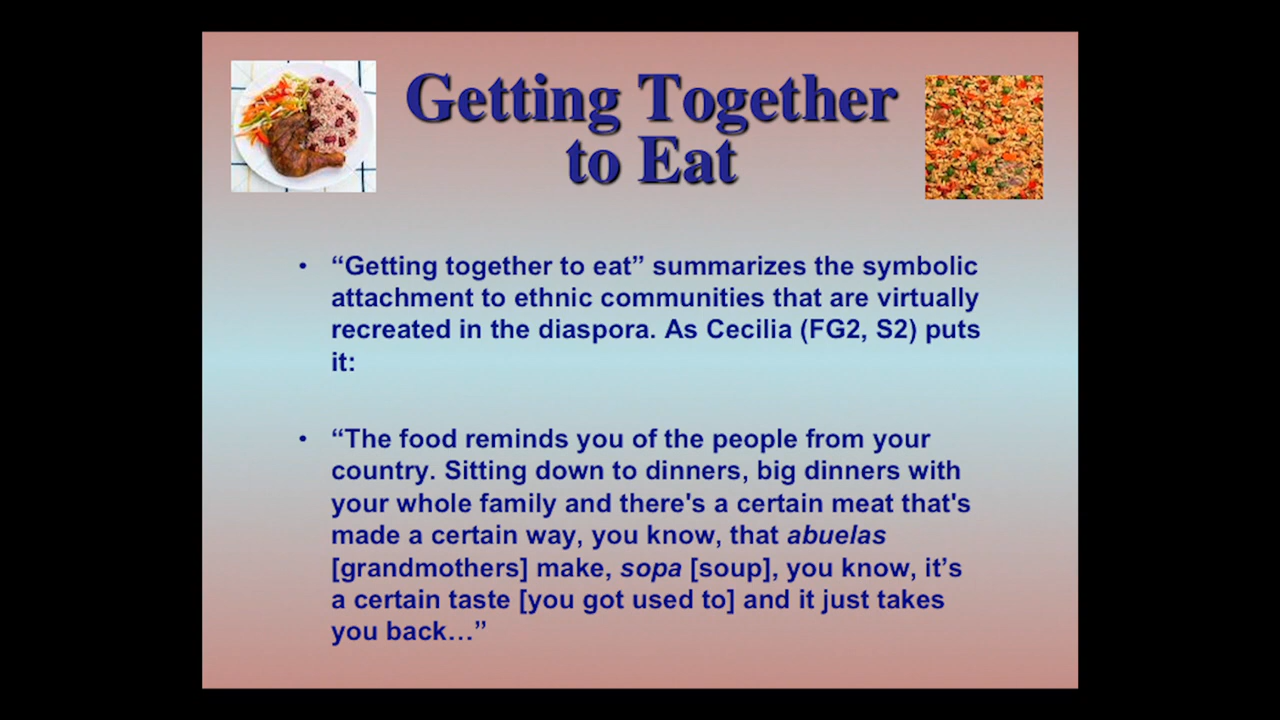 Getting Together
to Eat
• “Getting together to eat” summarizes the symbolic
attachment to ethnic communities that are virtually
recreated in the diaspora. As Cecilia (FG2, S2) puts
it:
• “The food reminds you of the people from your
country. Sitting down to dinners, big dinners with
your whole family and there's a certain meat that's
made a certain way, you know, that abuelas
[grandmothers] make, sopa [soup], you know, it’s
a certain taste [you got used to] and it just takes
you back…”